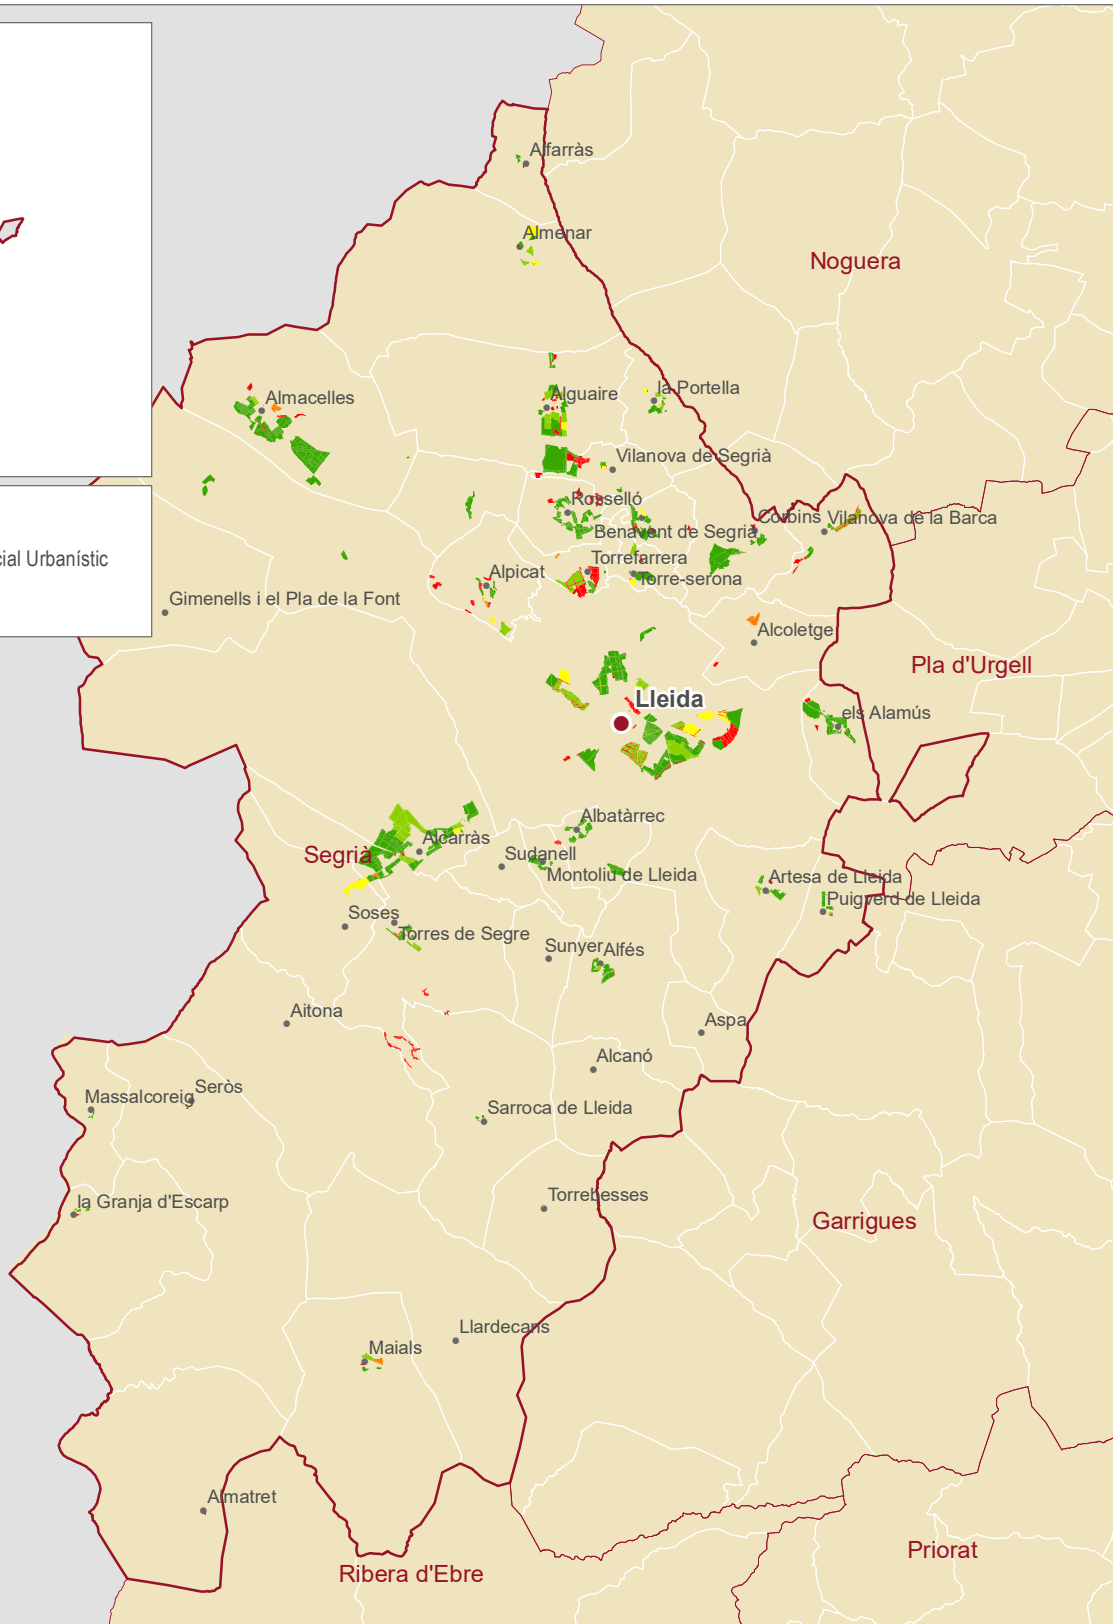 Alfarràs
Almenar
Noguera
Almacelles
Alguaire
la Portella
Vilanova de Segrià
Rosselló
Corbins
Vilanova de la Barca
Benavent de Segrià
cial Urbanístic
Torrefarrera
Alpicat
Torre-serona
Gimenells i el Pla de la Font
Alcoletge
Pla d'Urgell
Lleida
els Alamús
Albatàrrec
Alcarràs
Segrià
Sudanell
Montoliu de Lleida
Artesa de Lleida
Puigverd de Lleida
Soses
Torres de Segre
Sunyer
Alfés
Aitona
Aspa
Alcanó
Seròs
Massalcoreig
Sarroca de Lleida
Torrebesses
la Granja d'Escarp
Garrigues
Llardecans
Maials
Almatret
Priorat
Ribera d'Ebre